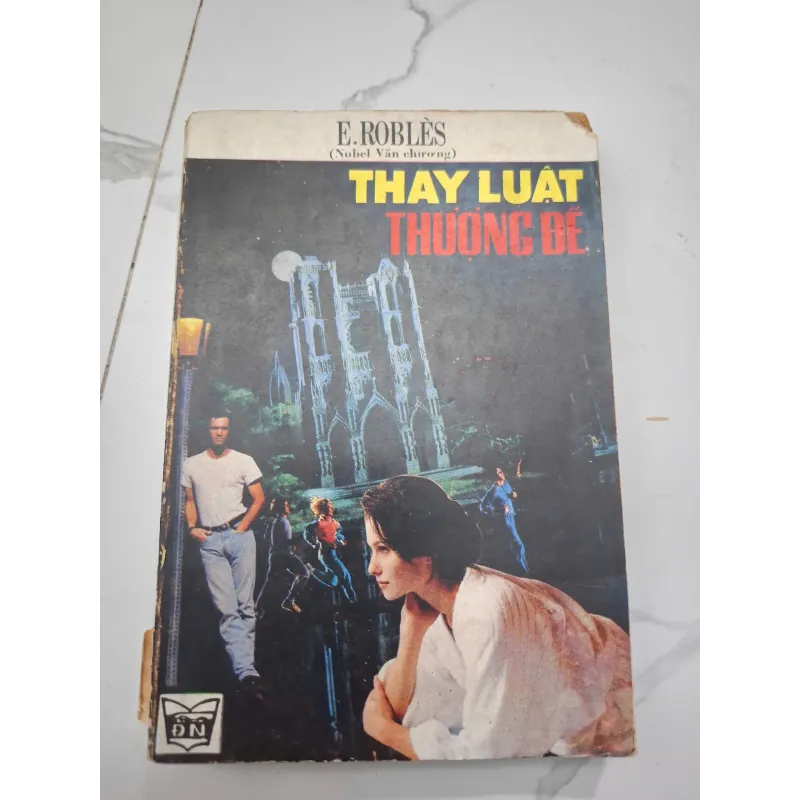 E.ROBLÈS
(Nobel Văn chương)
THAY LUẬT
THƯỢNG ĐẾ
ĐN